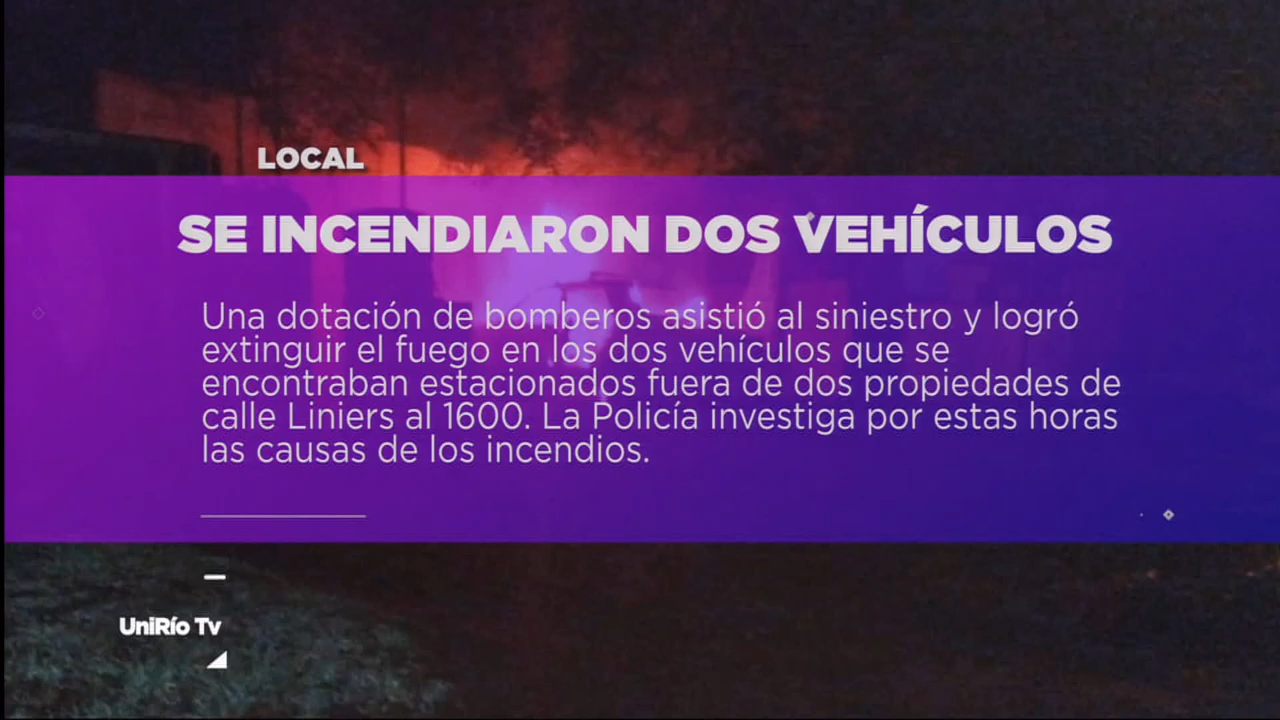 LOCAL
SE INCENDIARON DOS VEHÍCULOS
Una dotación de bomberos asistió al siniestro y logró
extinguir el fuego en los dos vehículos que se
encontraban estacionados fuera de dos propiedades de
calle Liniers al 1600. La Policía investiga por estas horas
las causas de los incendios.
UniRío Tv